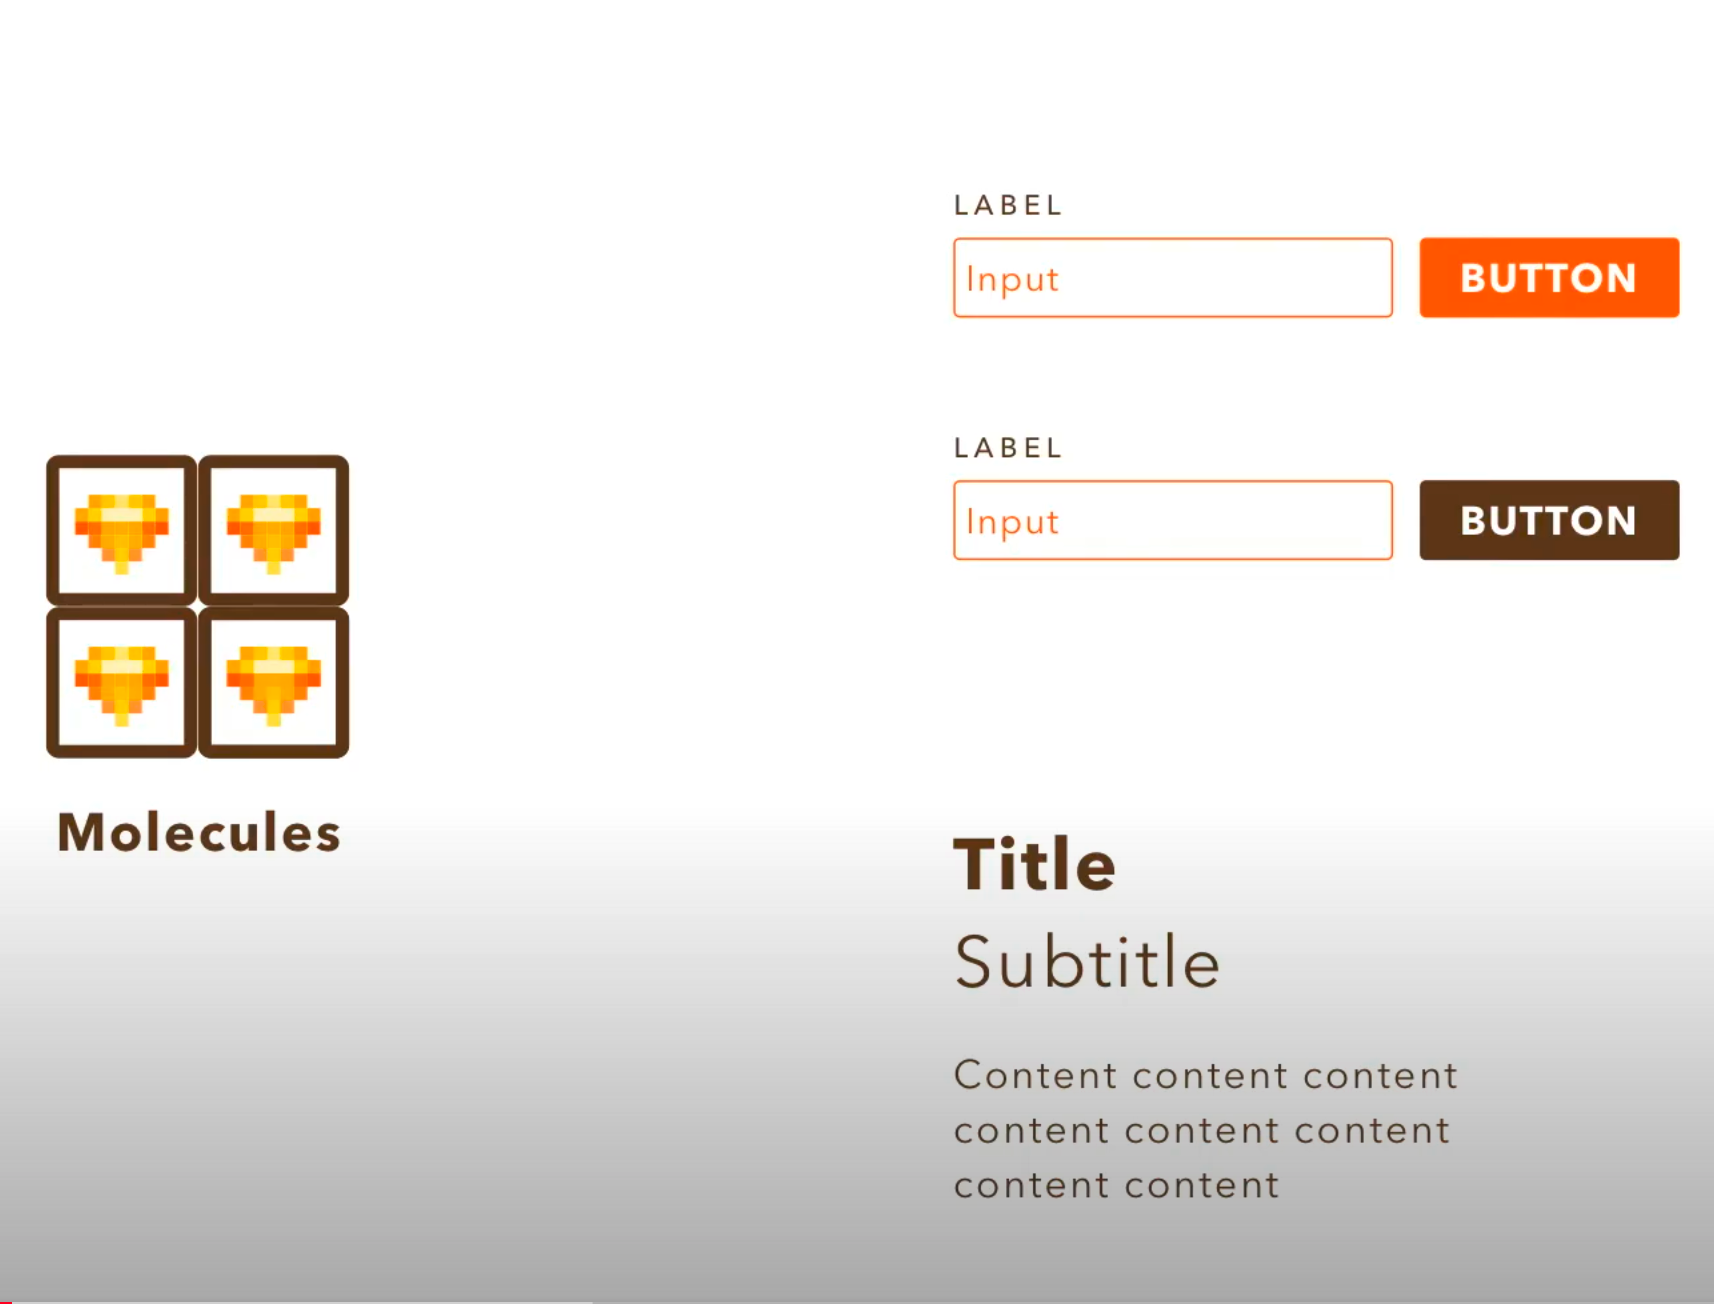 LABEL
Input
BUTTON
LABEL
Input
BUTTON
Molecules
Title
Subtitle
Content content content
content content content
content content